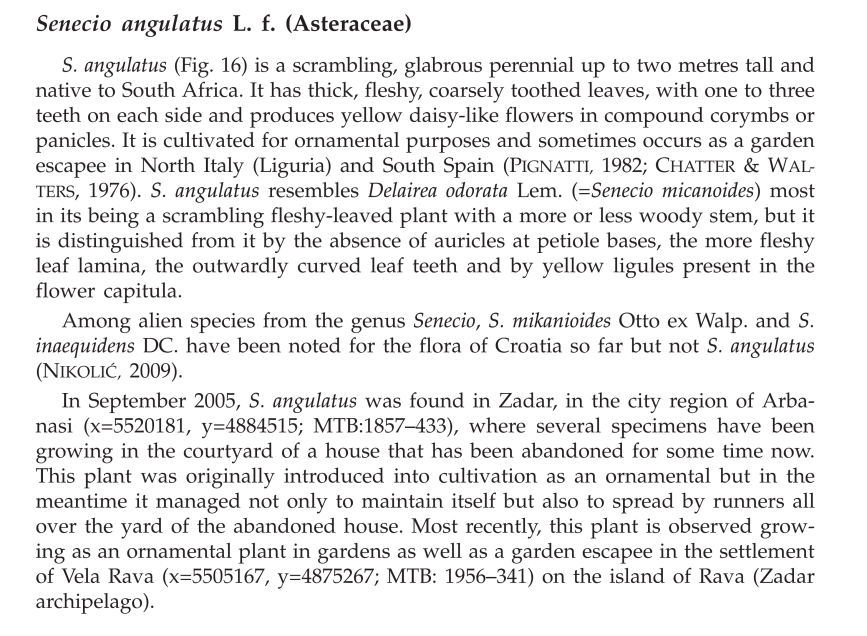 Senecio angulatus L. f. (Asteraceae)
S. angulatus (Fig. 16) is a scrambling, glabrous perennial up to two metres tall and
native to South Africa. It has thick, fleshy, coarsely toothed leaves, with one to three
teeth on each side and produces yellow daisy-like flowers in compound corymbs or
panicles. It is cultivated for ornamental purposes and sometimes occurs as a garden
escapee in North Italy (Liguria) and South Spain (PIGNATTI, 1982; CHATTER & WAL-
TERS, 1976). S. angulatus resembles Delairea odorata Lem. (=Senecio micanoides) most
in its being a scrambling fleshy-leaved plant with a more or less woody stem, but it
is distinguished from it by the absence of auricles at petiole bases, the more fleshy
leaf lamina, the outwardly curved leaf teeth and by yellow ligules present in the
flower capitula.
Among alien species from the genus Senecio, S. mikanioides Otto ex Walp. and S.
inaequidens DC. have been noted for the flora of Croatia so far but not S. angulatus
(NIKOLIĆ, 2009).
In September 2005, S. angulatus was found in Zadar, in the city region of Arba-
nasi (x=5520181, y=4884515; MTB:1857–433), where several specimens have been
growing in the courtyard of a house that has been abandoned for some time now.
This plant was originally introduced into cultivation as an ornamental but in the
meantime it managed not only to maintain itself but also to spread by runners all
over the yard of the abandoned house. Most recently, this plant is observed grow-
ing as an ornamental plant in gardens as well as a garden escapee in the settlement
of Vela Rava (x=5505167, y=4875267; MTB: 1956–341) on the island of Rava (Zadar
archipelago).